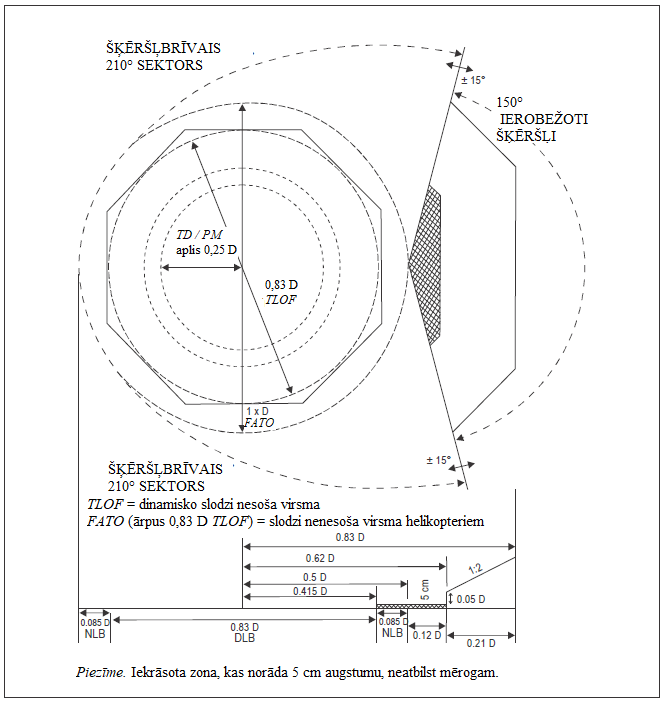 ŠĶĒRŠĻBRĪVAIS
210° SEKTORS
± 15°
150°
IEROBEŽOTI
ŠĶĒRŠĻI
TD / PM
aplis 0,25 D
0,83 D
TLOF
1 x D
FATO
± 15°
ŠĶĒRŠĻBRĪVAIS
210° SEKTORS
TLOF = dinamisko slodzi nesoša virsma
FATO (ārpus 0,83 D TLOF) = slodzi nenesoša virsma helikopteriem
0.83 D
0.62 D
1:2
0.5 D
5 cm
0.415 D
0.05 D
0.085 D
NLB
0.83 D
DLB
0.085 D
NLB
0.12 D
0.21 D
Piezīme. Iekrāsota zona, kas norāda 5 cm augstumu, neatbilst mērogam.